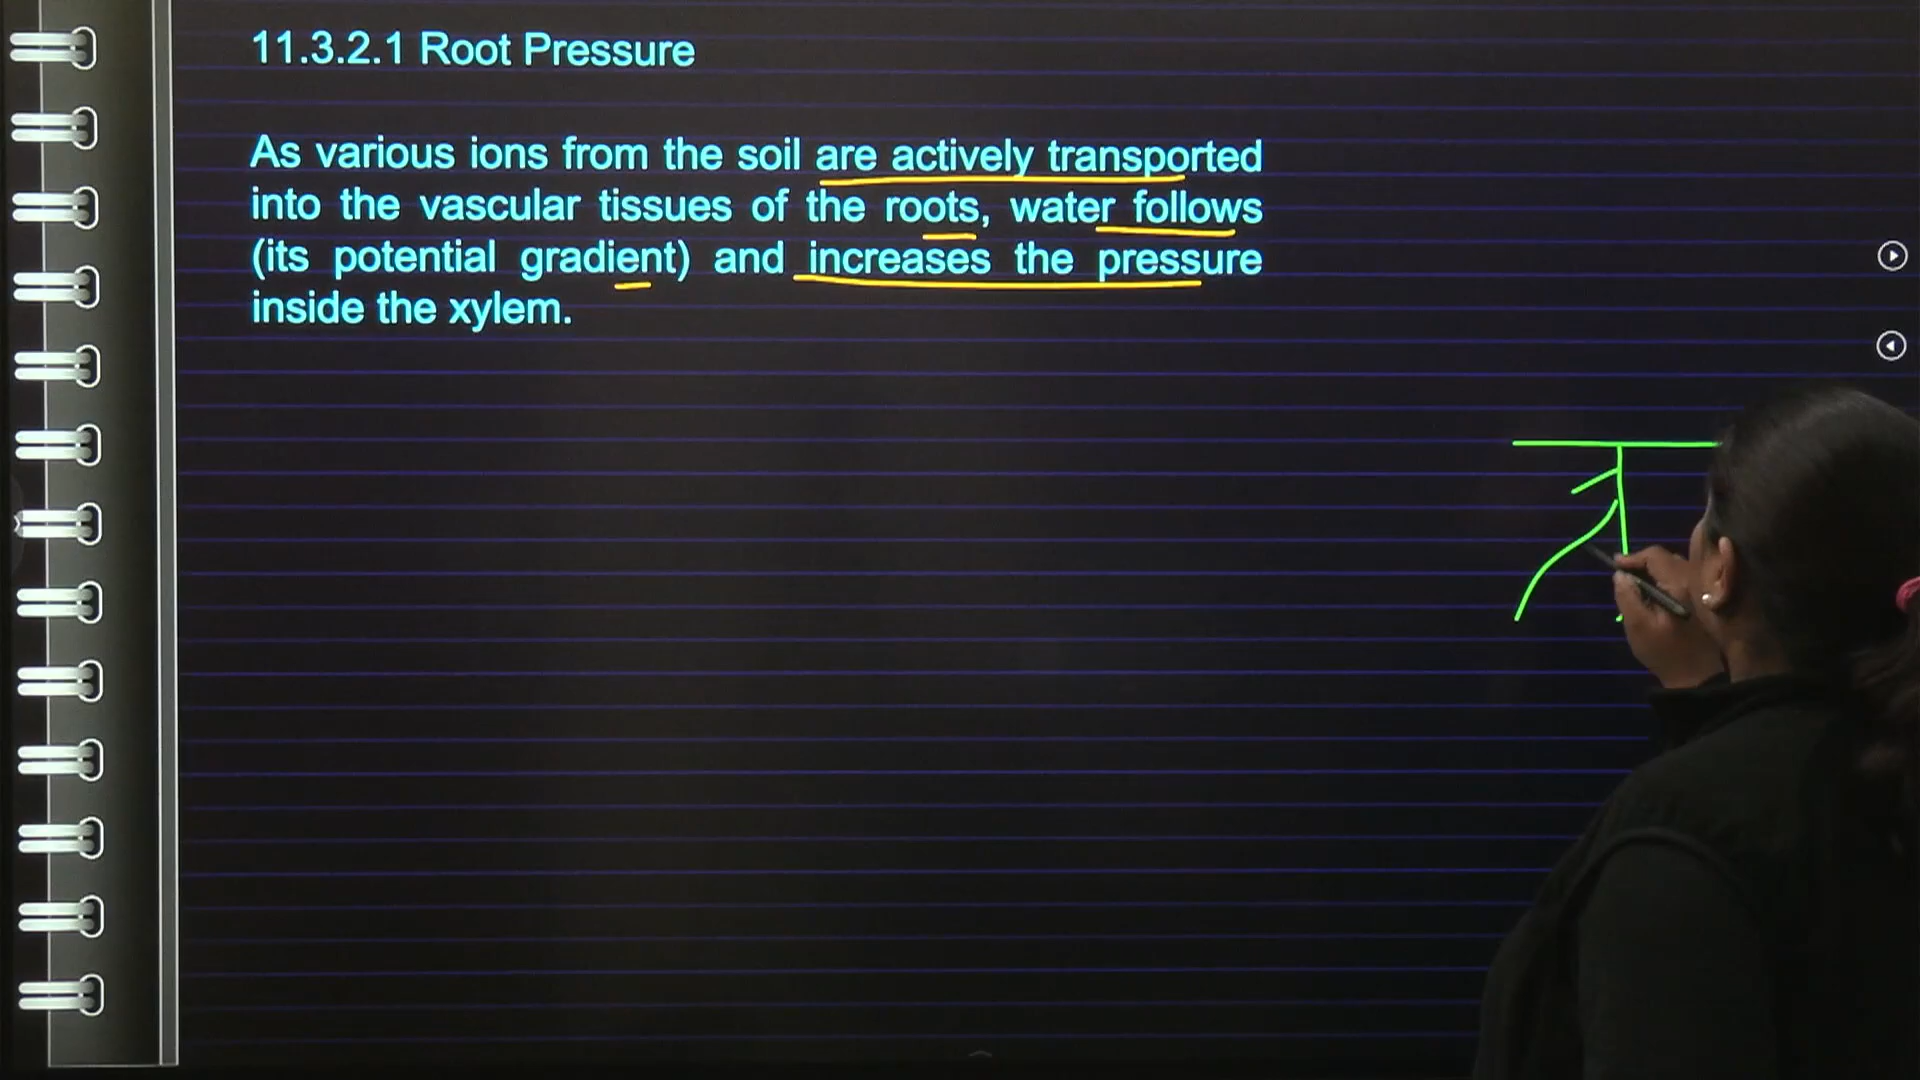 11.3.2.1 Root Pressure
As various ions from the soil are actively transported
into the vascular tissues of the roots, water follows
(its potential gradient) and increases the pressure
inside the xylem.